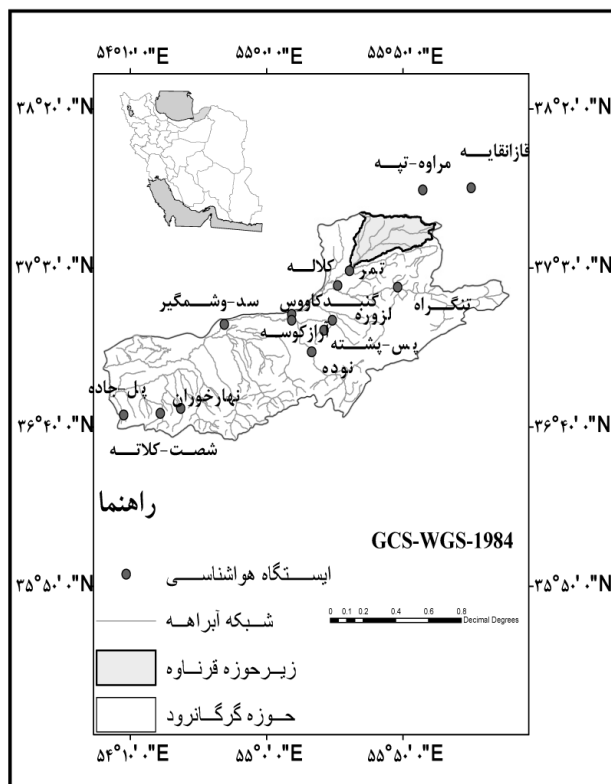 ۵۴°۱۰'۰"E ۵۵°۰'۰"E ۵۵°۵۰'۰"E
۳۸°۲۰'۰"N ۳۸°۲۰'۰"N
قازانقایه
مراوه-تپه
۳۷°۳۰'۰"N ۳۷°۳۰'۰"N
کلاله
تمر
تنگراه
گنبدکاووس
سد-وشمگیر
لزوره
ارازکوسه
پس-پشته
نوده
پل-جاده
نهارخوران
۳۶°۴۰'۰"N ۳۶°۴۰'۰"N
شصت-کلاته
راهنما
GCS-WGS-1984
ایستگاه هواشناسی
۳۵°۵۰'۰"N ۳۵°۵۰'۰"N
شبکه آبراهه
0 0.1 0.2 0.4 0.6 0.8
Decimal Degrees
زیرحوزه قرناوه
حوزه گرگانرود
۵۴°۱۰'۰"E ۵۵°۰'۰"E ۵۵°۵۰'۰"E